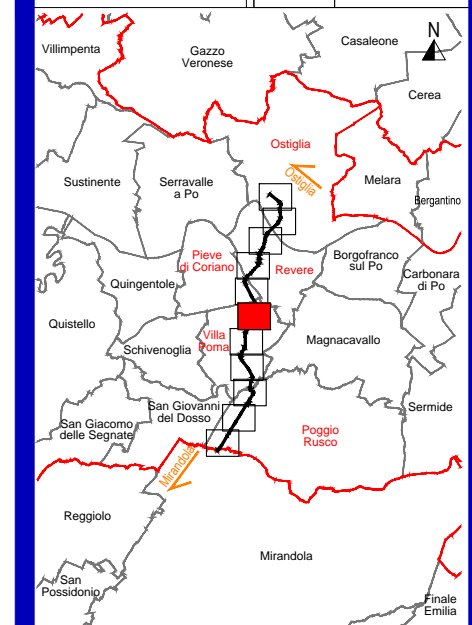 N
Villimpenta
Gazzo
Veronese
Casaleone
Cerea
Ostiglia
Ostiglia
Melara
Bergantino
Sustinente
Serravalle
a Po
Pieve
di Coriano
Revere
Borgofranco
sul Po
Carbonara
di Po
Quingentole
Quistello
Schivenoglia
Villa
Poma
Magnacavallo
Sermide
San Giacomo
delle Segnate
San Giovanni
del Dosso
Poggio
Rusco
Mirandola
Reggiolo
Mirandola
San
Possidonio
Finale
Emilia